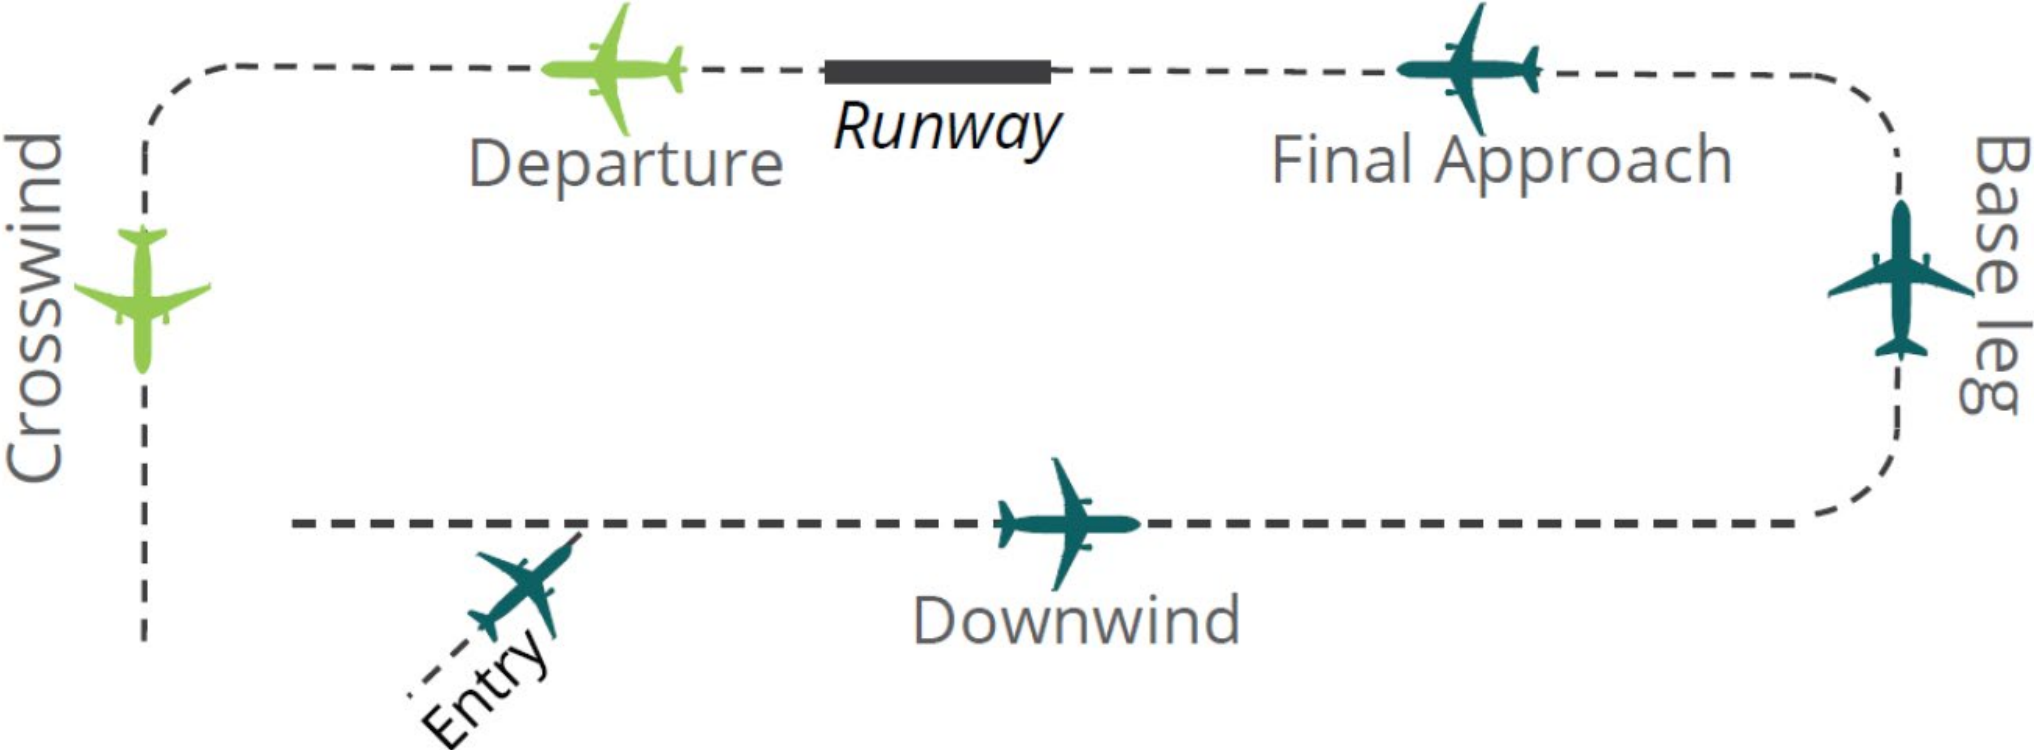 Runway
Departure
Final Approach
Crosswind
Base leg
Downwind
Entry